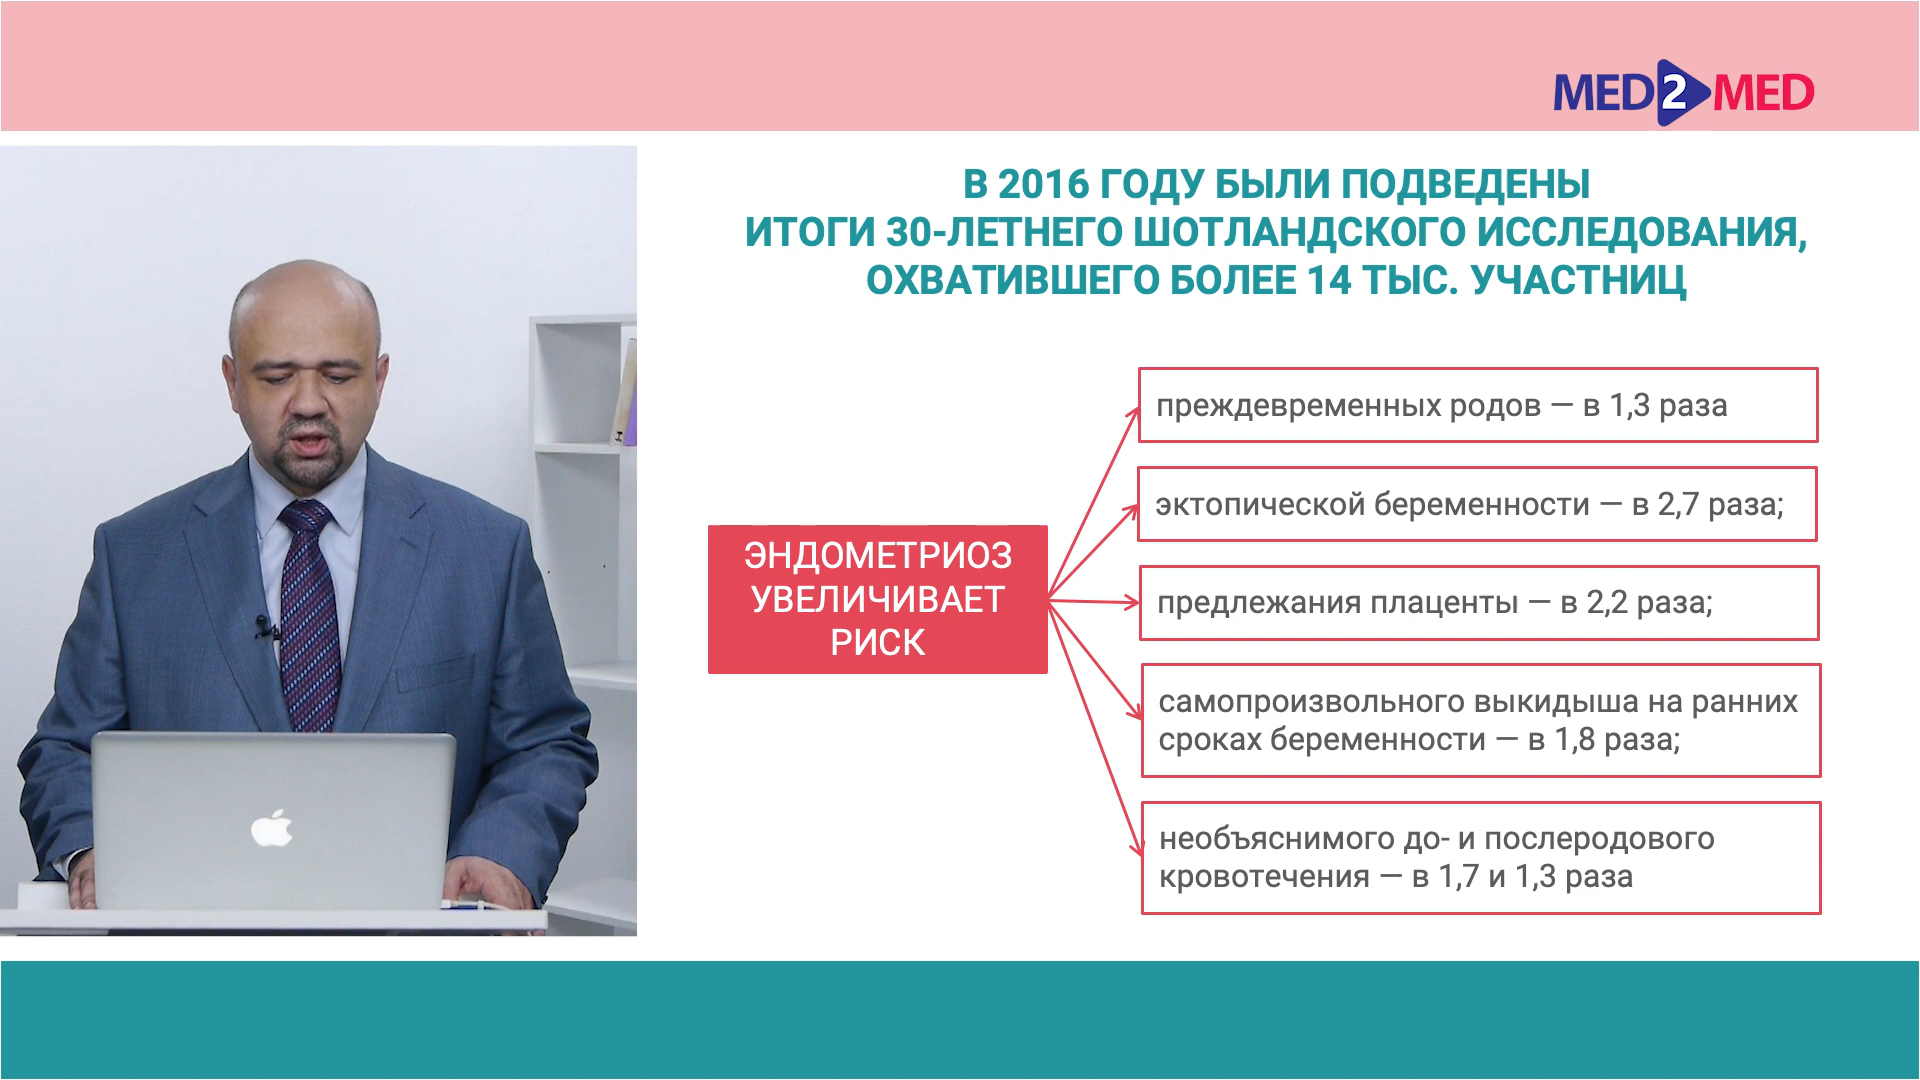 MED2MED
В 2016 ГОДУ БЫЛИ ПОДВЕДЕНЫ
ИТОГИ 30-ЛЕТНЕГО ШОТЛАНДСКОГО ИССЛЕДОВАНИЯ,
ОХВАТИВШЕГО БОЛЕЕ 14 ТЫС. УЧАСТНИЦ
ЭНДОМЕТРИОЗ
УВЕЛИЧИВАЕТ
РИСК
преждевременных родов — в 1,3 раза
эктопической беременности — в 2,7 раза;
предлежания плаценты — в 2,2 раза;
самопроизвольного выкидыша на ранних
сроках беременности — в 1,8 раза;
необъяснимого до- и послеродового
кровотечения — в 1,7 и 1,3 раза